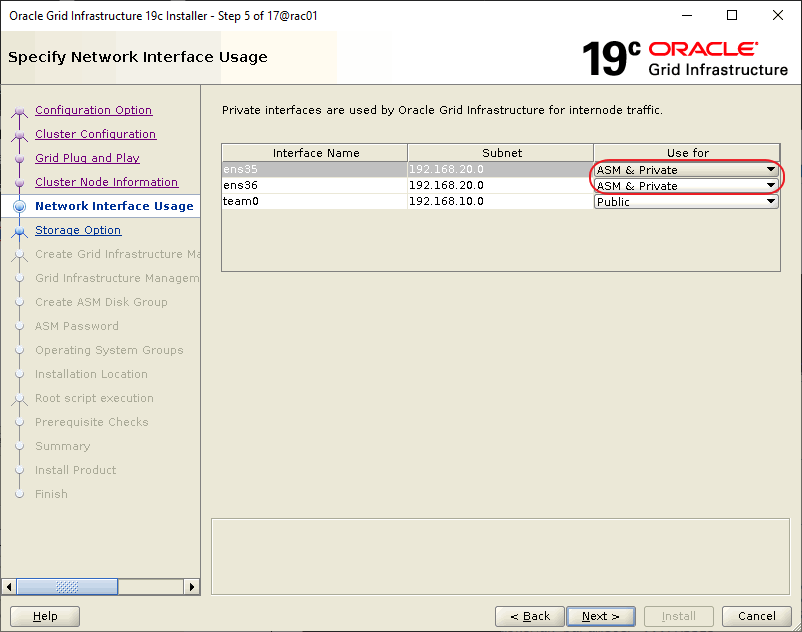 Oracle Grid Infrastructure 19c Installer - Step 5 of 17@rac01
Specify Network Interface Usage
19c ORACLE
Grid Infrastructure
Configuration Option
Cluster Configuration
Grid Plug and Play
Cluster Node Information
Network Interface Usage
Storage Option
Create Grid Infrastructure Ma
Grid Infrastructure Managem
Create ASM Disk Group
ASM Password
Operating System Groups
Installation Location
Root script execution
Prerequisite Checks
Summary
Install Product
Finish
Private interfaces are used by Oracle Grid Infrastructure for internode traffic.
Interface Name Subnet Use for
ens35 192.168.20.0 ASM & Private
ens36 192.168.20.0 ASM & Private
team0 192.168.10.0 Public
Help < Back Next > Install Cancel